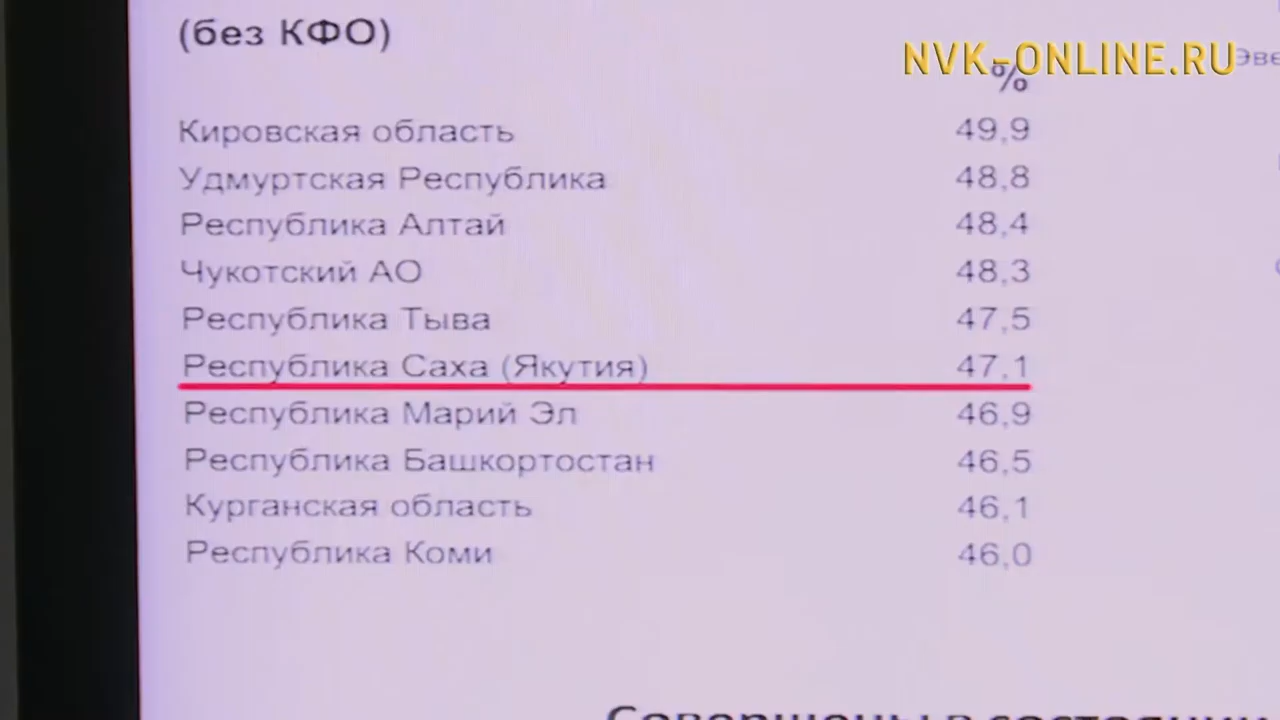 (без КФО)
NVK-ONLINE.RU
%
Кировская область 49,9
Удмуртская Республика 48,8
Республика Алтай 48,4
Чукотский АО 48,3
Республика Тыва 47,5
Республика Саха (Якутия) 47,1
Республика Марий Эл 46,9
Республика Башкортостан 46,5
Курганская область 46,1
Республика Коми 46,0